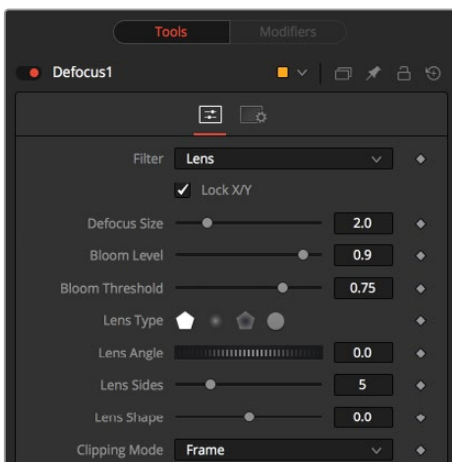 Tools Modifiers
Defocus1
Filter Lens
Lock X/Y
Defocus Size 2.0
Bloom Level 0.9
Bloom Threshold 0.75
Lens Type
Lens Angle 0.0
Lens Sides 5
Lens Shape 0.0
Clipping Mode Frame